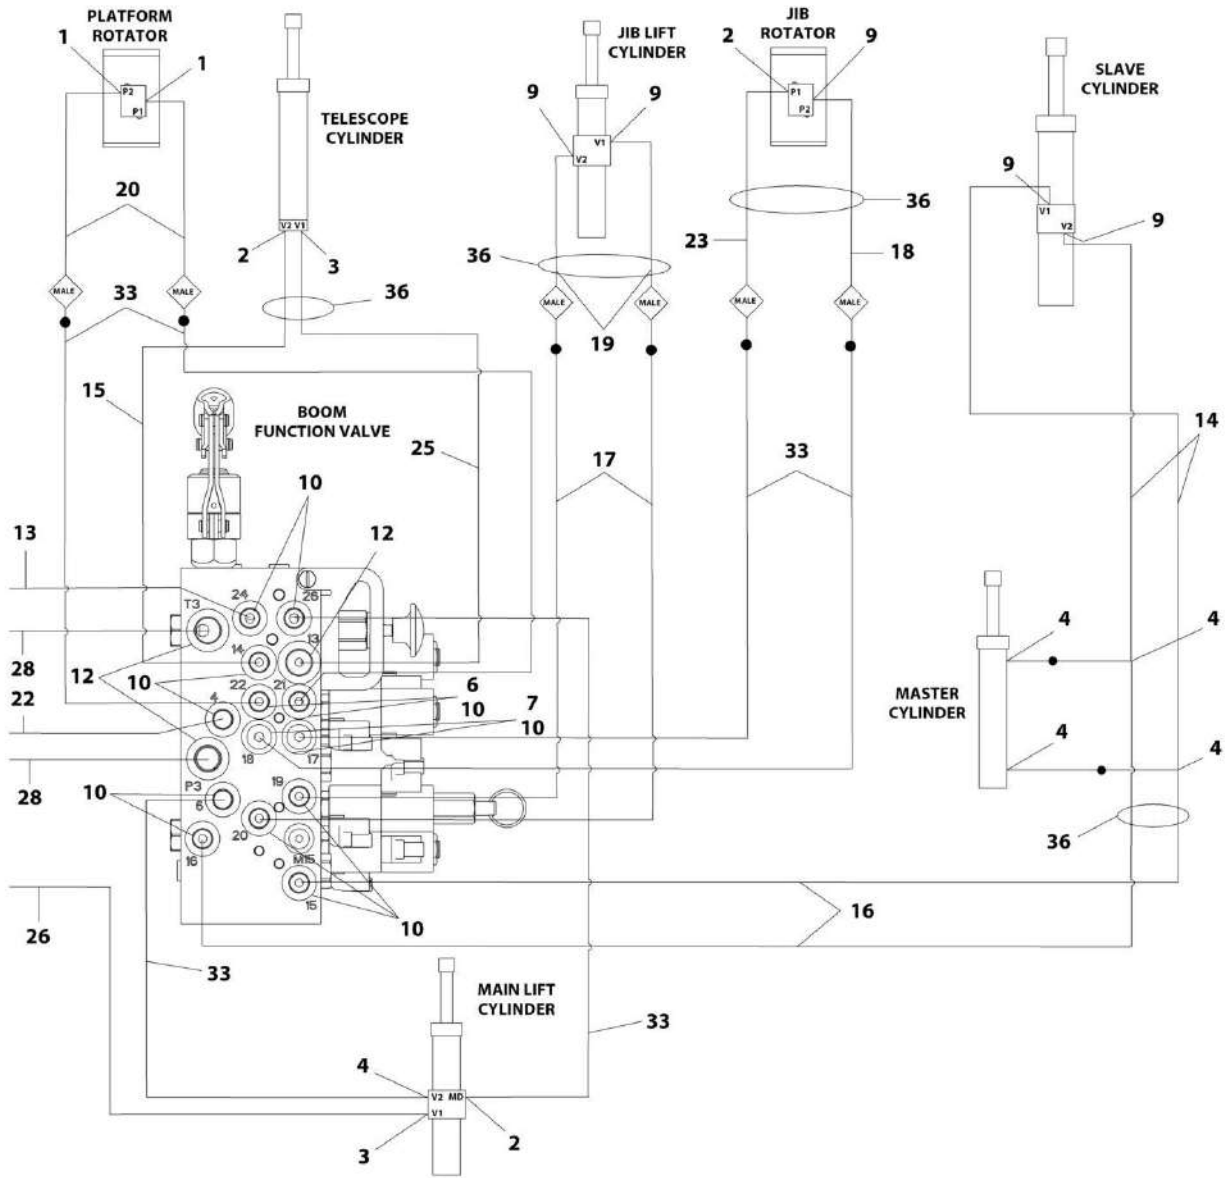 PLATFORM
ROTATOR
1
1
P2
P1
20
MALE
MALE
33
TELESCOPE
CYLINDER
V2 V1
2
3
36
JIB LIFT
CYLINDER
9
9
V1
V2
36
MALE
MALE
19
JIB
ROTATOR
2
9
P1
P2
36
23
18
MALE
MALE
SLAVE
CYLINDER
9
V1
V2
9
15
BOOM
FUNCTION VALVE
25
17
33
14
10
12
13
24
26
T3
13
28
14
12
10
22
21
22
4
6
10
7
10
18
17
28
P3
19
10
6
20
16
M15
15
10
26
16
4
4
MASTER
CYLINDER
4
4
36
33
MAIN LIFT
CYLINDER
33
4
V2 MD
V1
3
2